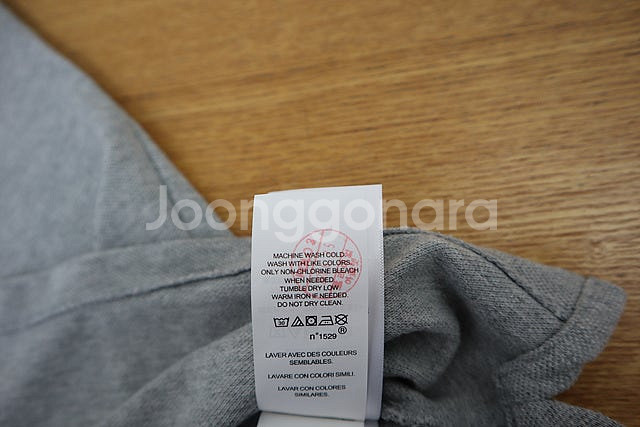 Joonggonara
MACHINE WASH COLD.
WASH WITH LIKE COLORS.
ONLY NON-CHLORINE BLEACH
WHEN NEEDED.
TUMBLE DRY LOW.
WARM IRON IF NEEDED.
DO NOT DRY CLEAN.
n°1529
LAVER AVEC DES COULEURS
SEMBLABLES.
LAVARE CON COLORI SIMILI.
LAVAR CON COLORES
SIMILARES.